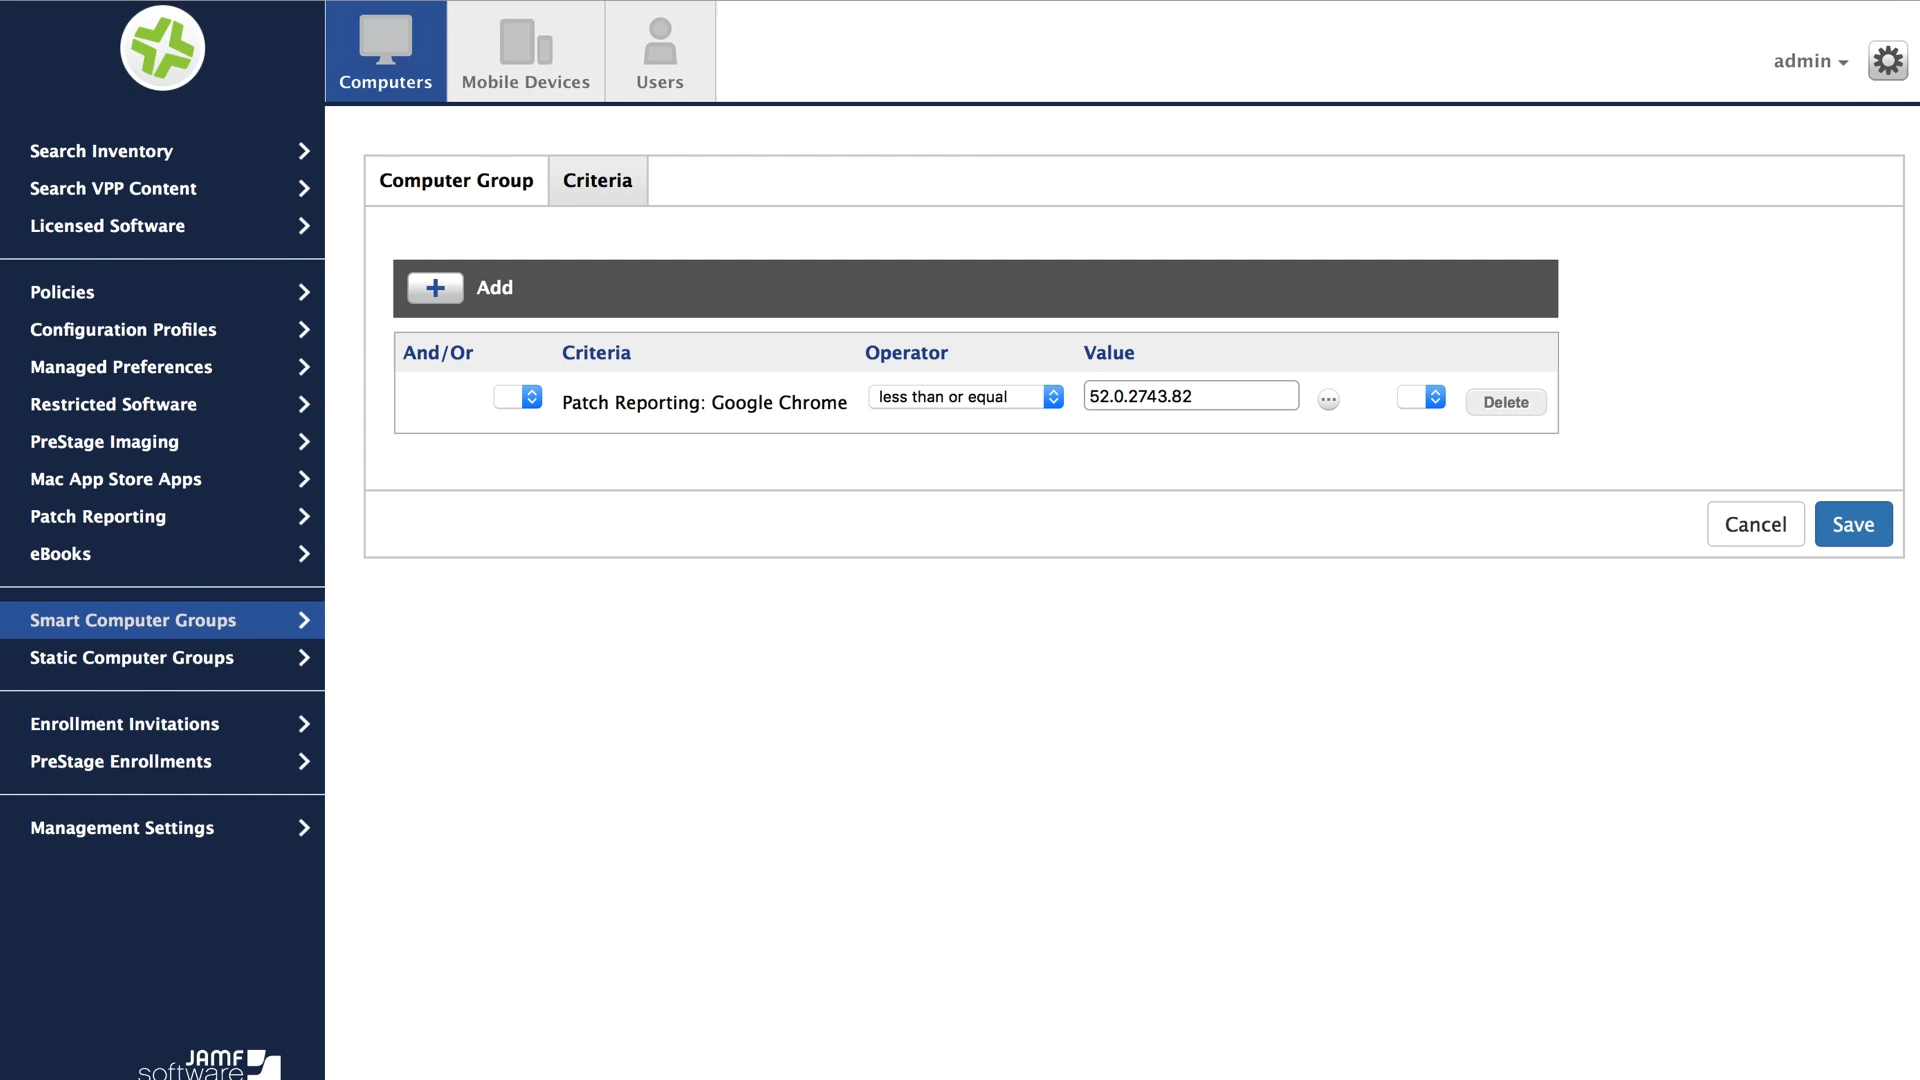 Computers
Mobile Devices
Users
admin
Search Inventory
Search VPP Content
Licensed Software
Policies
Configuration Profiles
Managed Preferences
Restricted Software
PreStage Imaging
Mac App Store Apps
Patch Reporting
eBooks
Smart Computer Groups
Static Computer Groups
Enrollment Invitations
PreStage Enrollments
Management Settings
JAMF
software
Computer Group
Criteria
Add
And/Or Criteria Operator Value
Patch Reporting: Google Chrome less than or equal 52.0.2743.82 Delete
Cancel Save